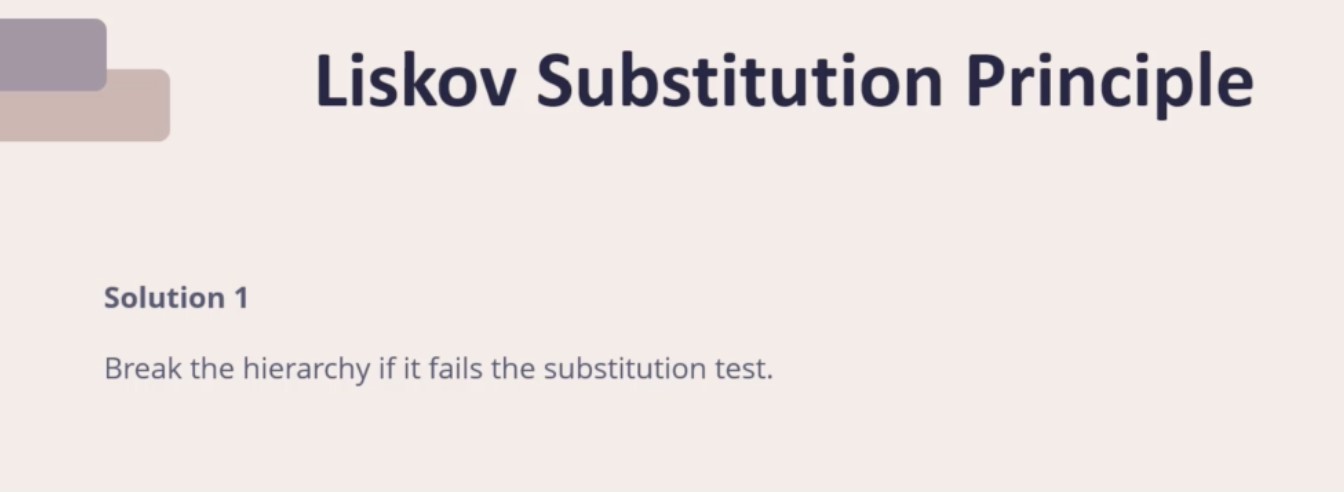 Liskov Substitution Principle
Solution 1
Break the hierarchy if it fails the substitution test.